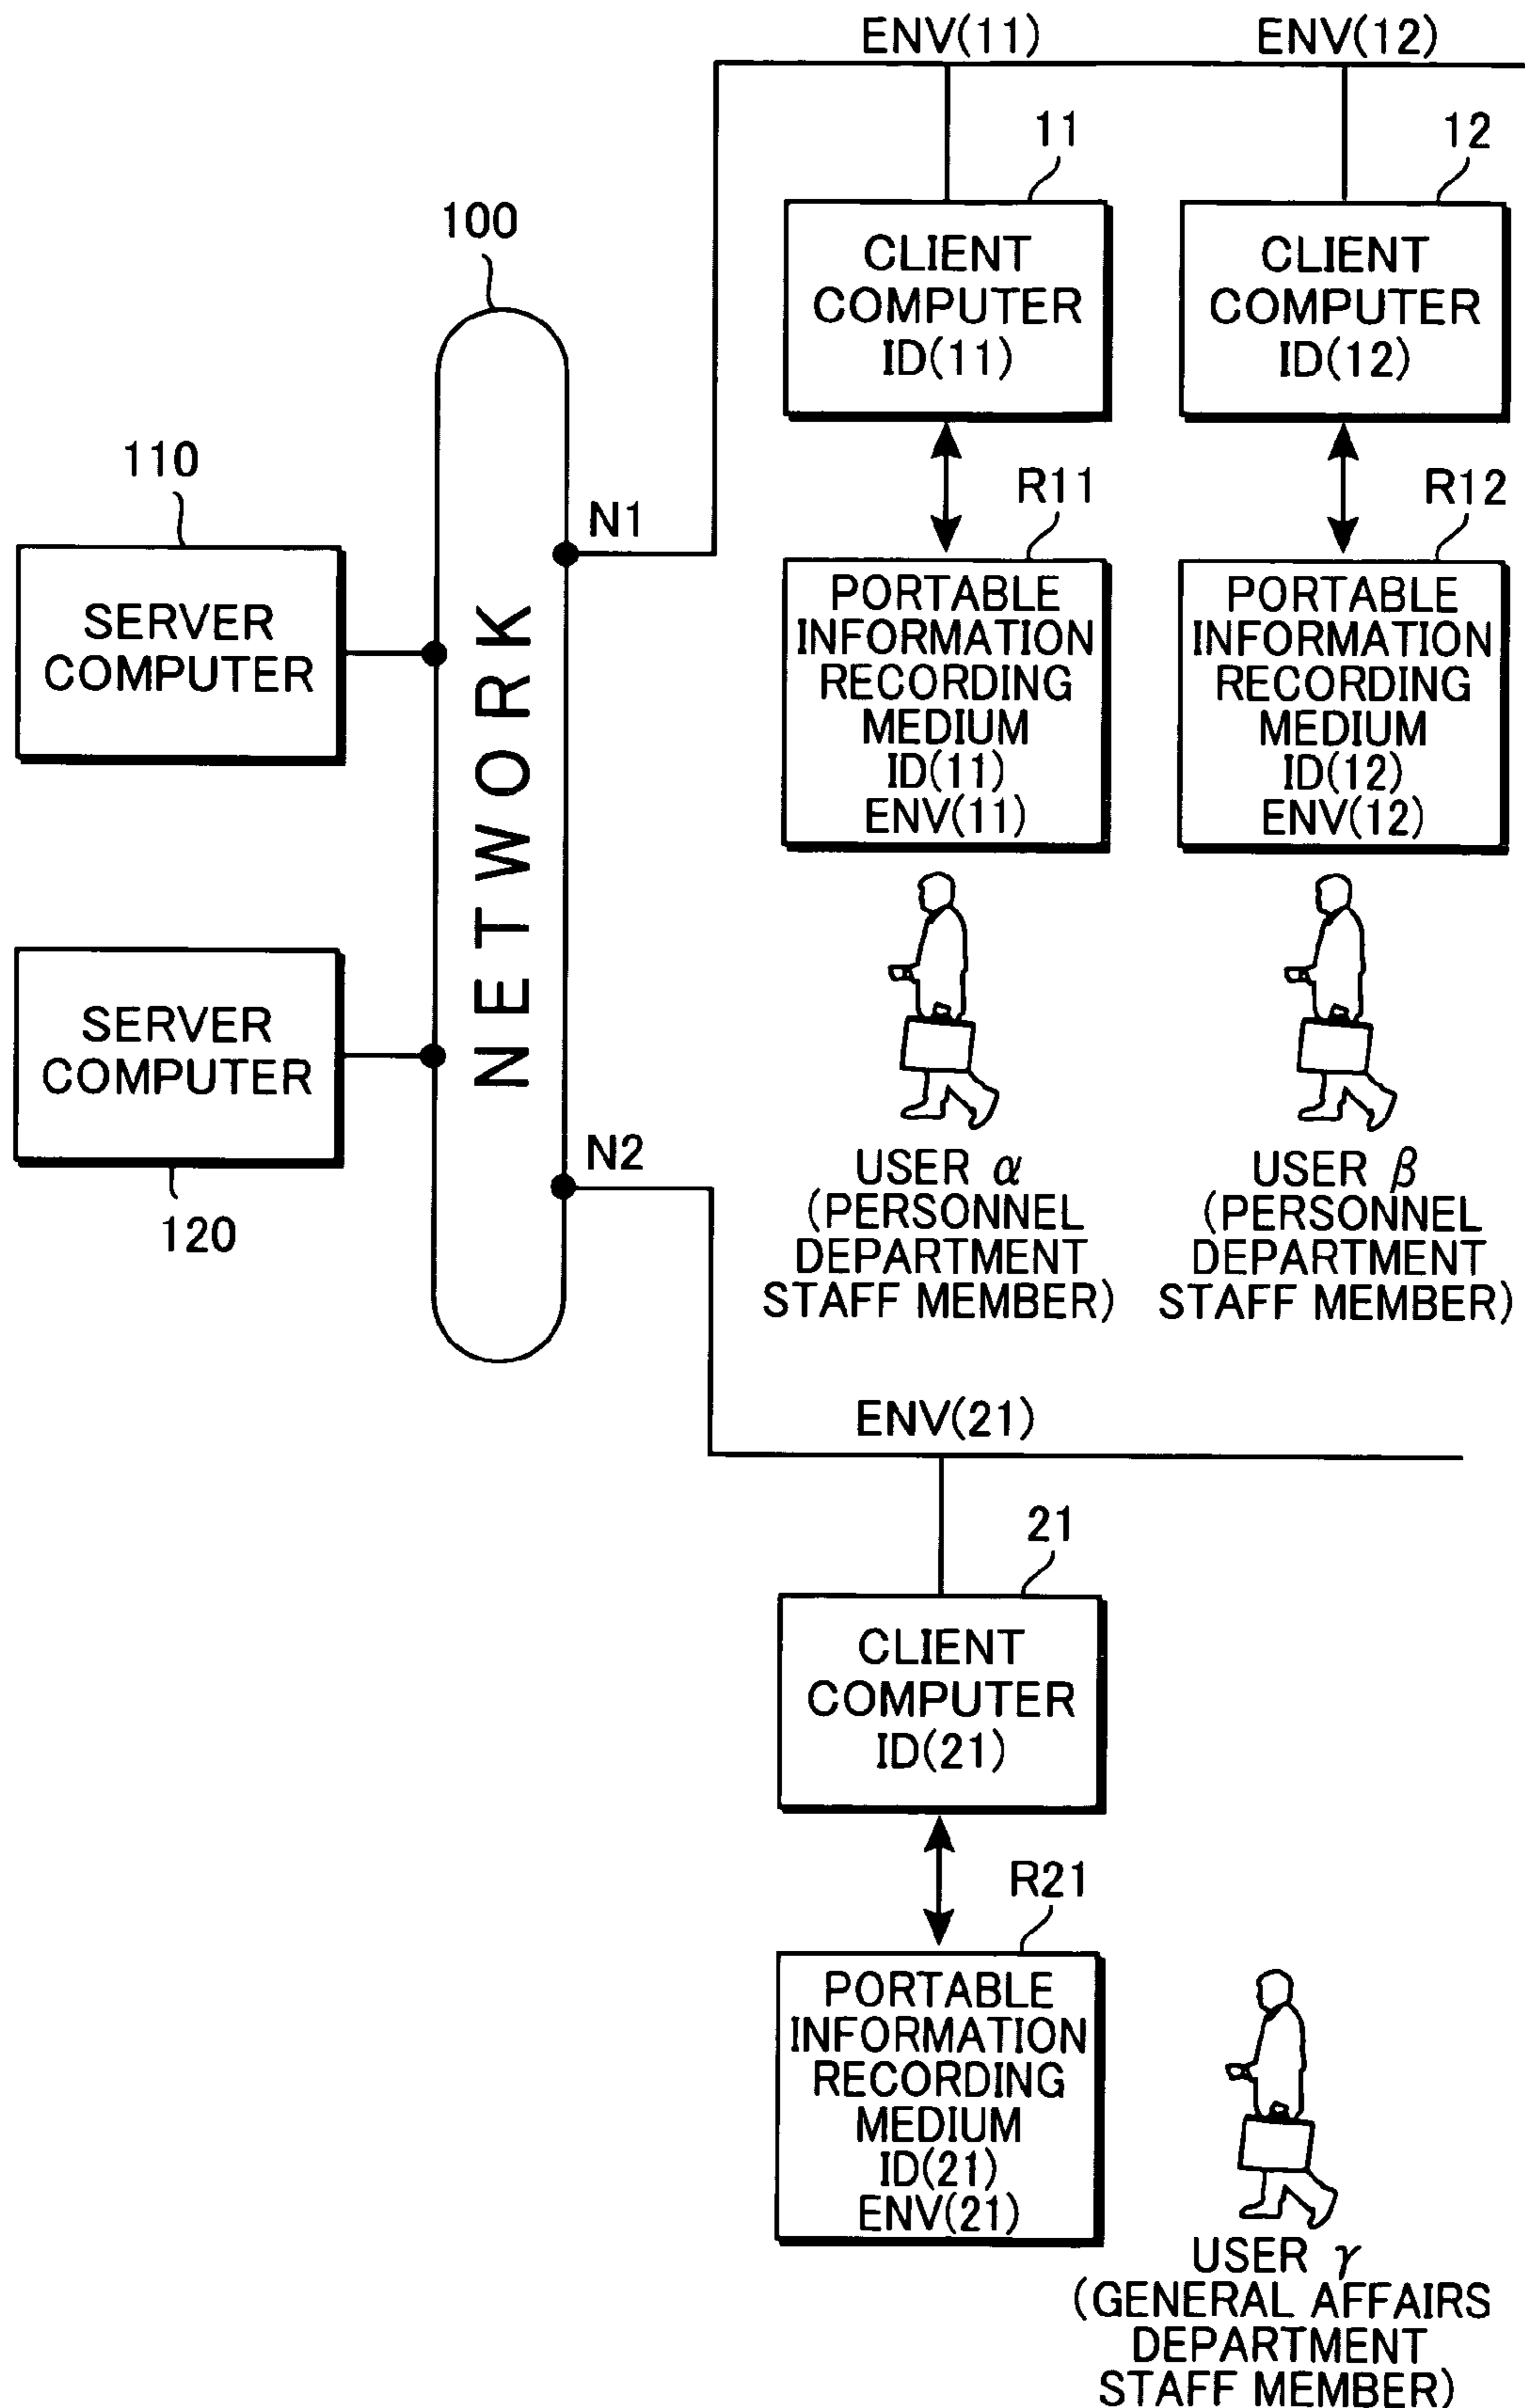 ENV(11)
ENV(12)
11
12
100
CLIENT
COMPUTER
ID(11)
CLIENT
COMPUTER
ID(12)
110
R11
R12
N1
SERVER
COMPUTER
NETWORK
PORTABLE
INFORMATION
RECORDING
MEDIUM
ID(11)
ENV(11)
PORTABLE
INFORMATION
RECORDING
MEDIUM
ID(12)
ENV(12)
SERVER
COMPUTER
120
N2
USER α
(PERSONNEL
DEPARTMENT
STAFF MEMBER)
USER β
(PERSONNEL
DEPARTMENT
STAFF MEMBER)
ENV(21)
21
CLIENT
COMPUTER
ID(21)
R21
PORTABLE
INFORMATION
RECORDING
MEDIUM
ID(21)
ENV(21)
USER γ
(GENERAL AFFAIRS
DEPARTMENT
STAFF MEMBER)